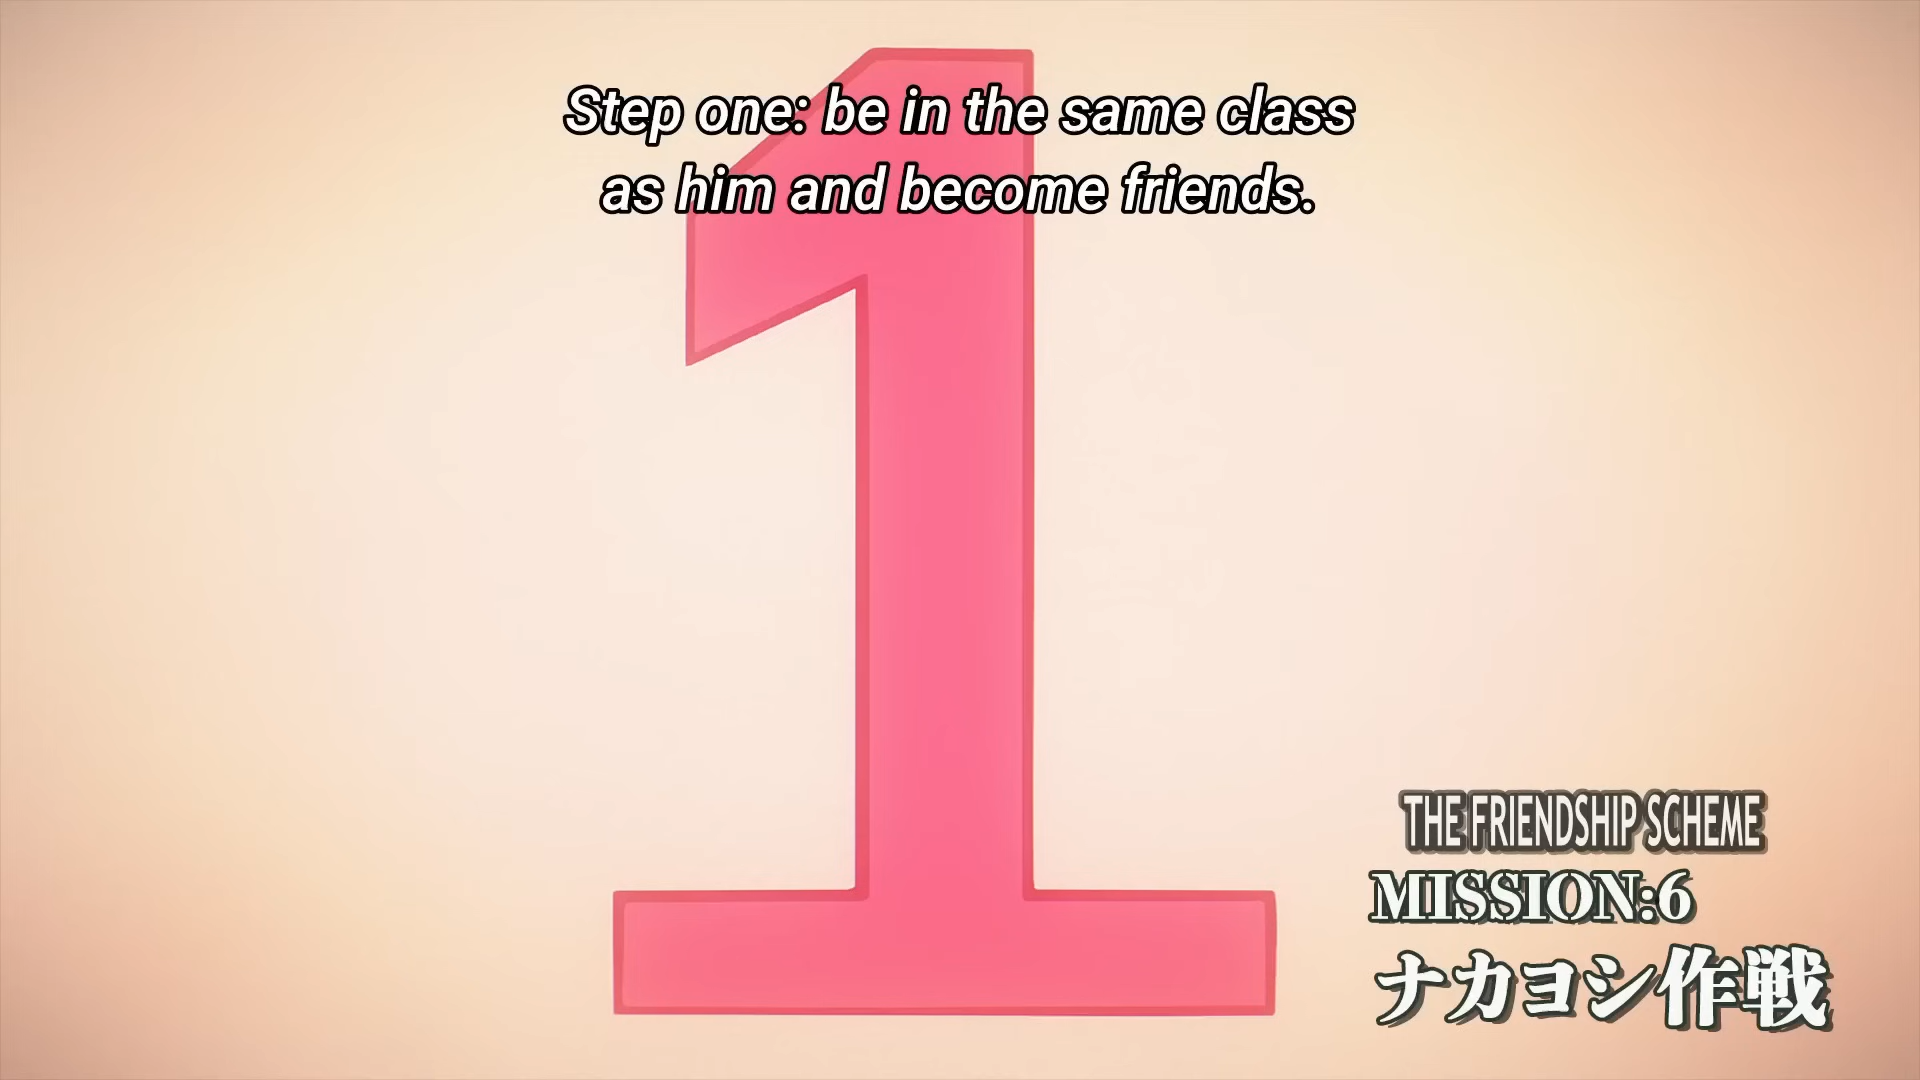 Step one: be in the same class
as him and become friends.
1
THE FRIENDSHIP SCHEME
MISSION:6
ナカヨシ作戦